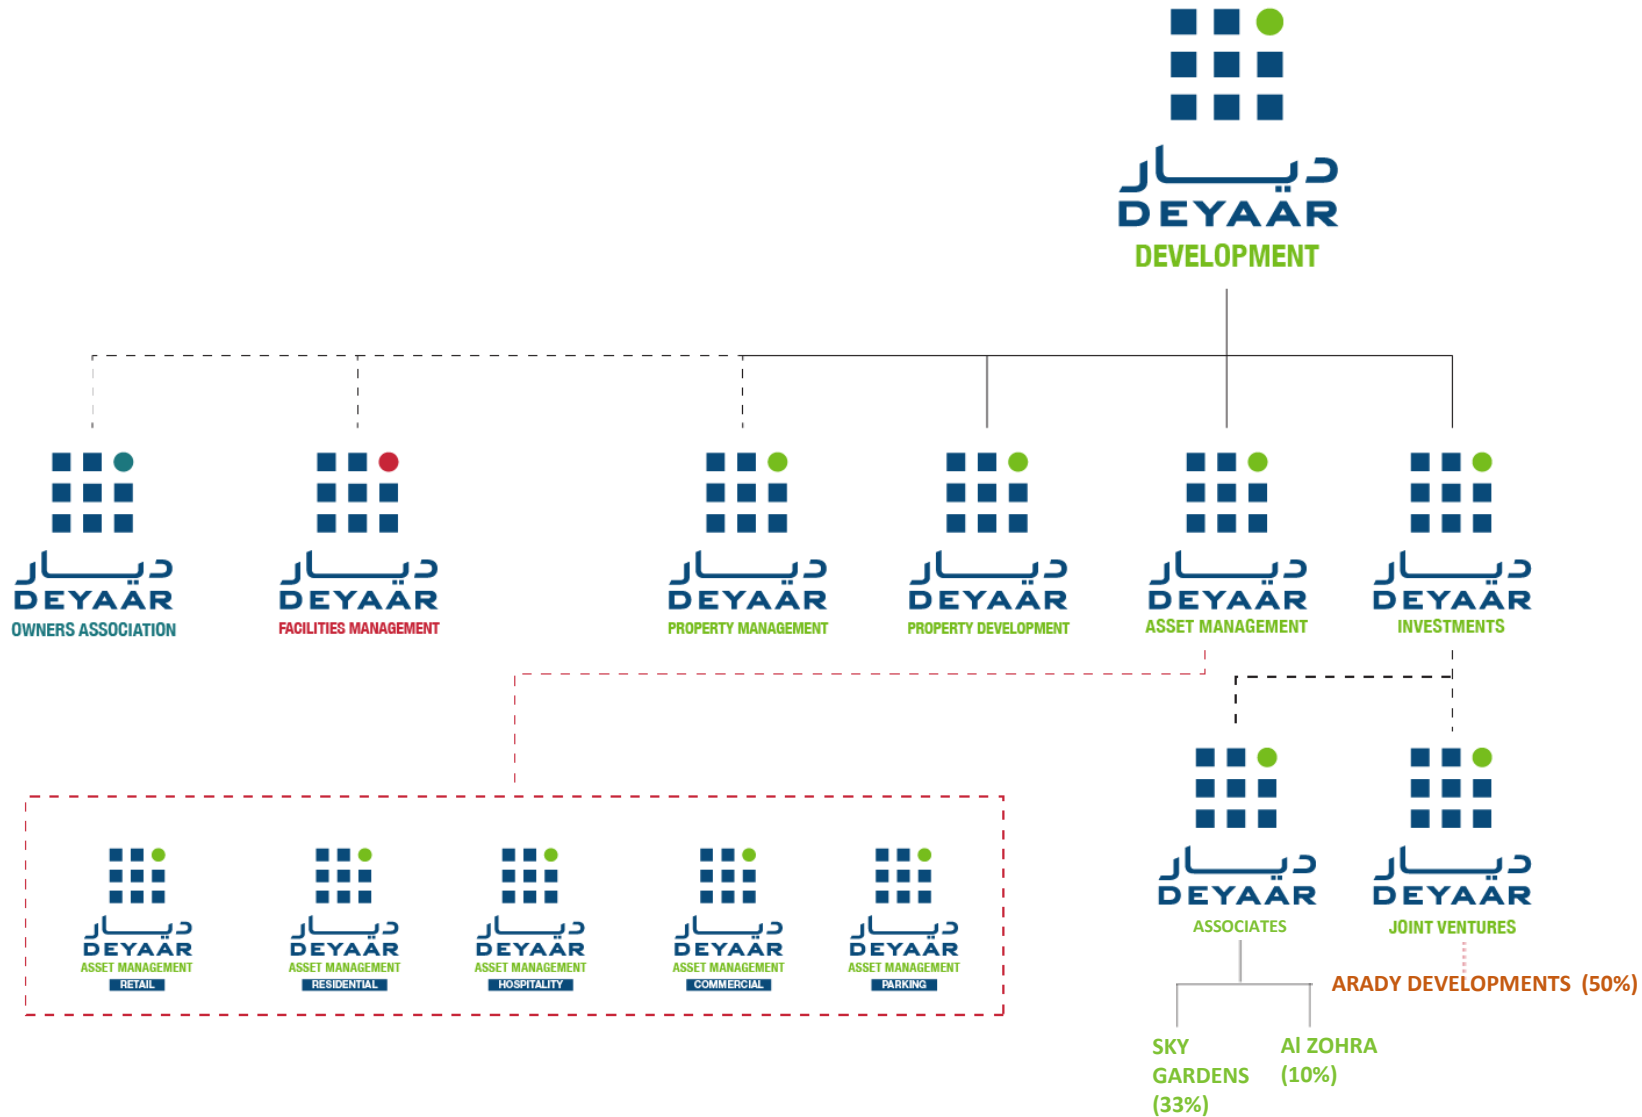 ديار
DEYAAR
DEVELOPMENT
ديار
DEYAAR
OWNERS ASSOCIATION
ديار
DEYAAR
FACILITIES MANAGEMENT
ديار
DEYAAR
PROPERTY MANAGEMENT
ديار
DEYAAR
PROPERTY DEVELOPMENT
ديار
DEYAAR
ASSET MANAGEMENT
ديار
DEYAAR
INVESTMENTS
ديار
DEYAAR
ASSET MANAGEMENT
RETAIL
ديار
DEYAAR
ASSET MANAGEMENT
RESIDENTIAL
ديار
DEYAAR
ASSET MANAGEMENT
HOSPITALITY
ديار
DEYAAR
ASSET MANAGEMENT
COMMERCIAL
ديار
DEYAAR
ASSET MANAGEMENT
PARKING
ديار
DEYAAR
ASSOCIATES
ديار
DEYAAR
JOINT VENTURES
ARADY DEVELOPMENTS (50%)
SKY
GARDENS
(33%)
Al ZOHRA
(10%)